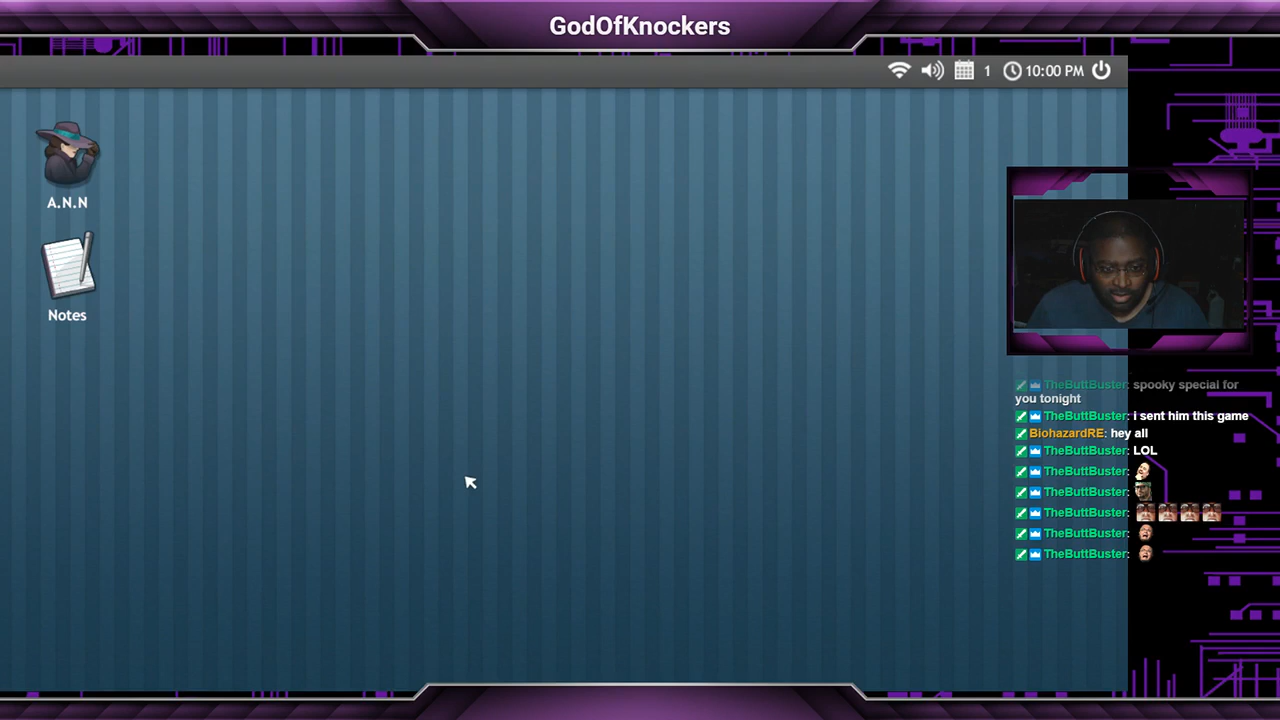 GodOfKnockers
1 10:00 PM
A.N.N
Notes
TheButtBuster: spooky special for
you tonight
TheButtBuster: i sent him this game
BiohazardRE: hey all
TheButtBuster: LOL
TheButtBuster:
TheButtBuster:
TheButtBuster:
TheButtBuster:
TheButtBuster: